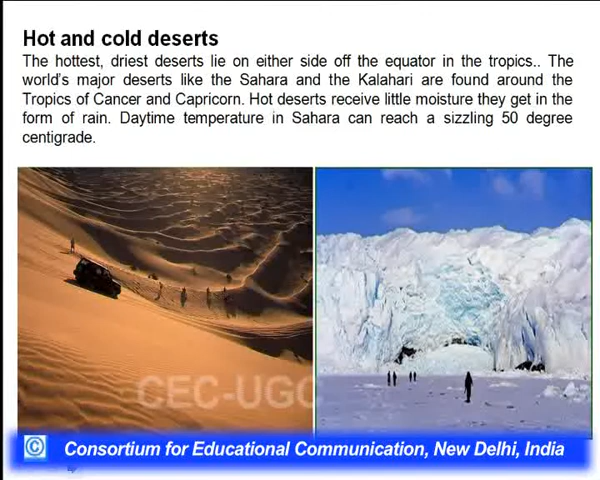 Hot and cold deserts
The hottest, driest deserts lie on either side off the equator in the tropics.. The
world's major deserts like the Sahara and the Kalahari are found around the
Tropics of Cancer and Capricorn. Hot deserts receive little moisture they get in the
form of rain. Daytime temperature in Sahara can reach a sizzling 50 degree
centigrade.
CEC-UGC
© Consortium for Educational Communication, New Delhi, India